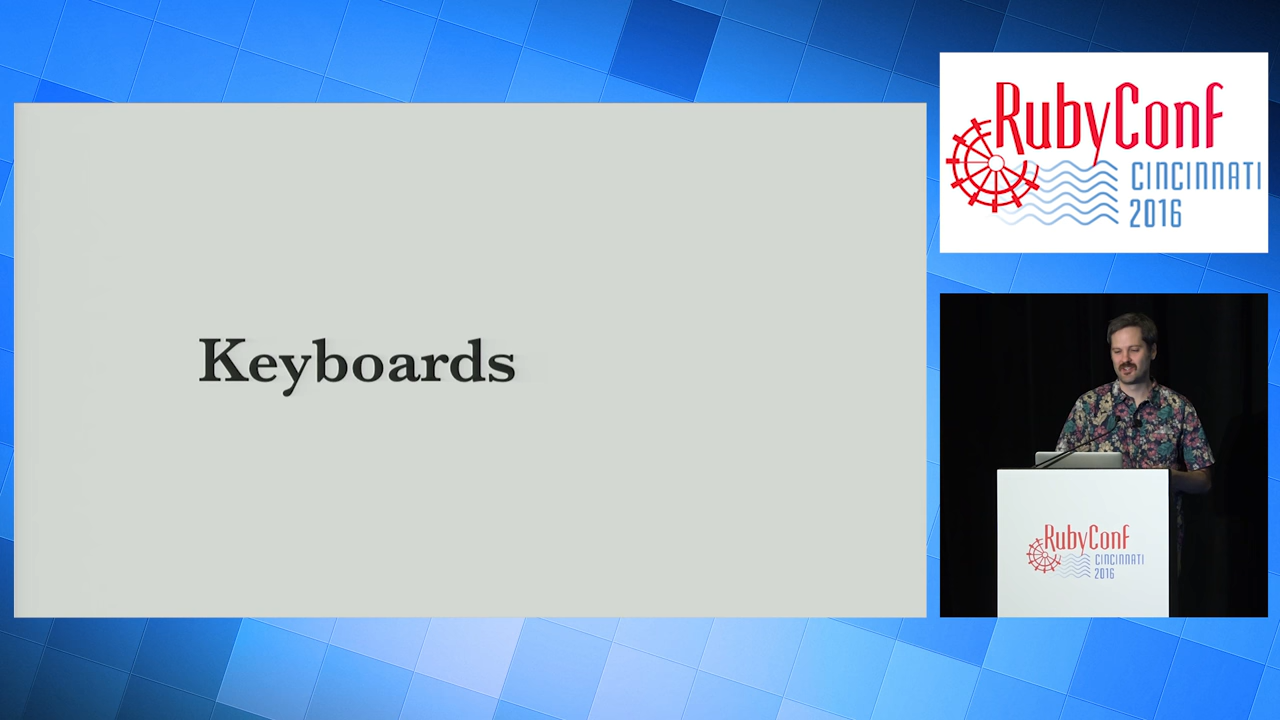 Keyboards
RubyConf
CINCINNATI
2016
RubyConf
CINCINNATI
2016